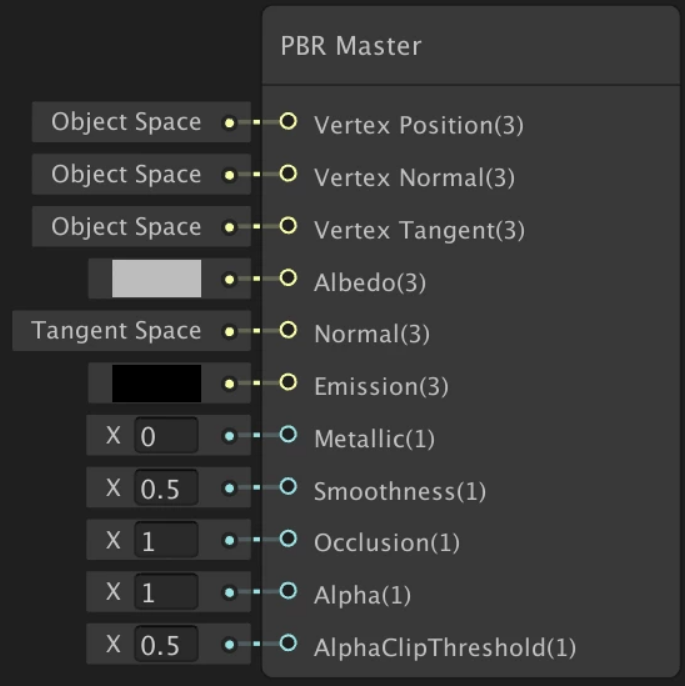 PBR Master
Object Space Vertex Position(3)
Object Space Vertex Normal(3)
Object Space Vertex Tangent(3)
Albedo(3)
Tangent Space Normal(3)
Emission(3)
X 0 Metallic(1)
X 0.5 Smoothness(1)
X 1 Occlusion(1)
X 1 Alpha(1)
X 0.5 AlphaClipThreshold(1)